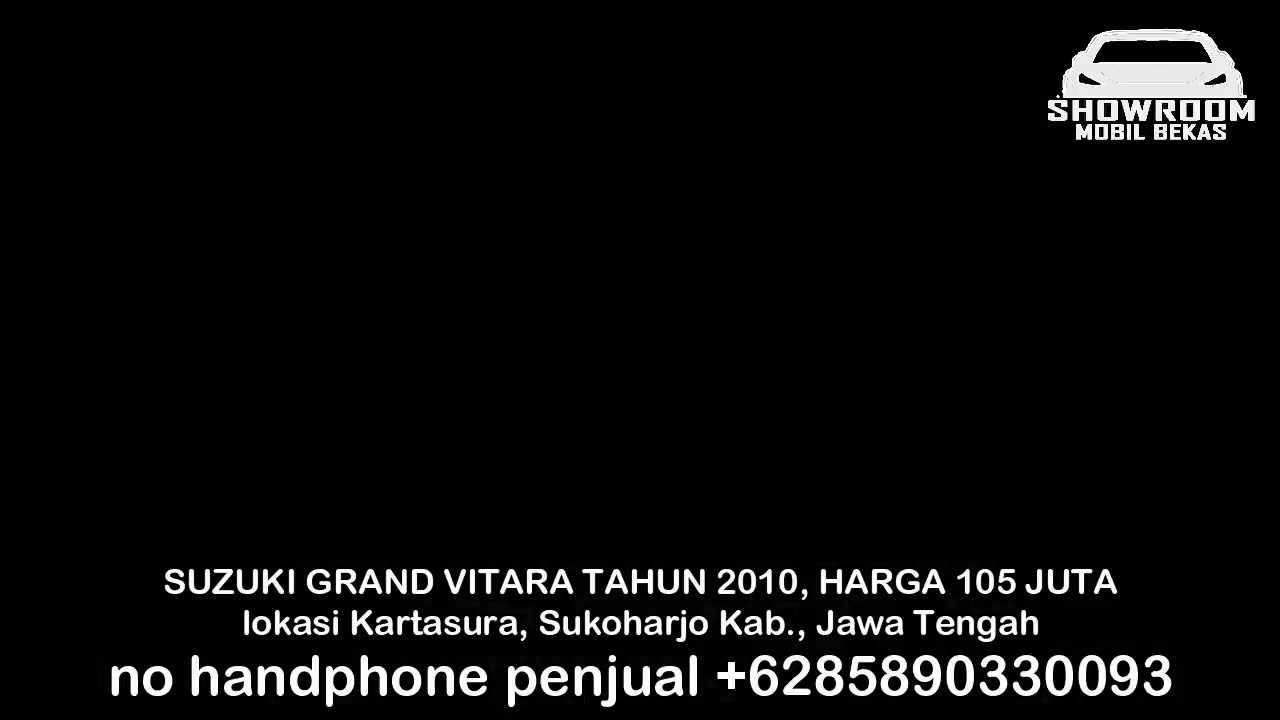 SHOWROOM
MOBIL BEKAS
SUZUKI GRAND VITARA TAHUN 2010, HARGA 105 JUTA
lokasi Kartasura, Sukoharjo Kab., Jawa Tengah
no handphone penjual +6285890330093